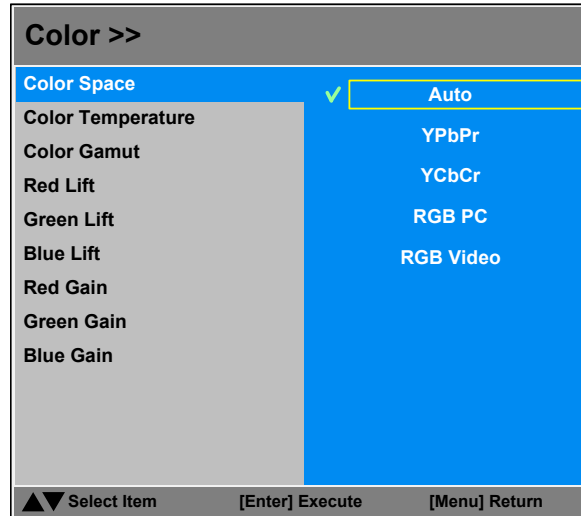 Color >>
Color Space
Auto
Color Temperature
YPbPr
Color Gamut
YCbCr
Red Lift
Green Lift
RGB PC
Blue Lift
RGB Video
Red Gain
Green Gain
Blue Gain
Select Item [Enter] Execute [Menu] Return